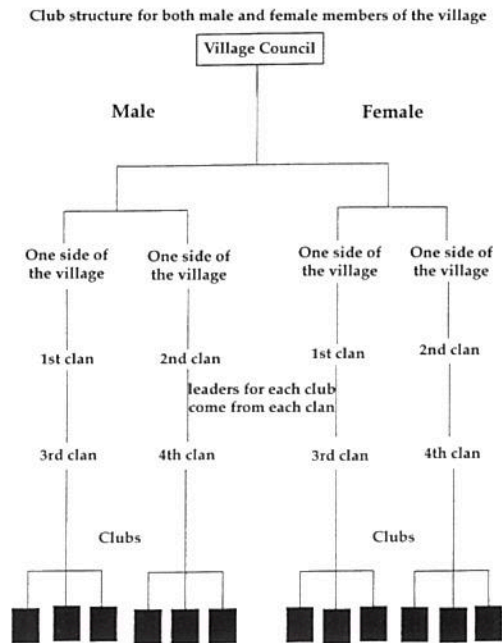 Club structure for both male and female members of the village
Village Council
Male
Female
One side of
the village
One side of
the village
One side of
the village
One side of
the village
1st clan
2nd clan
1st clan
2nd clan
leaders for each club
come from each clan
3rd clan
4th clan
3rd clan
4th clan
Clubs
Clubs